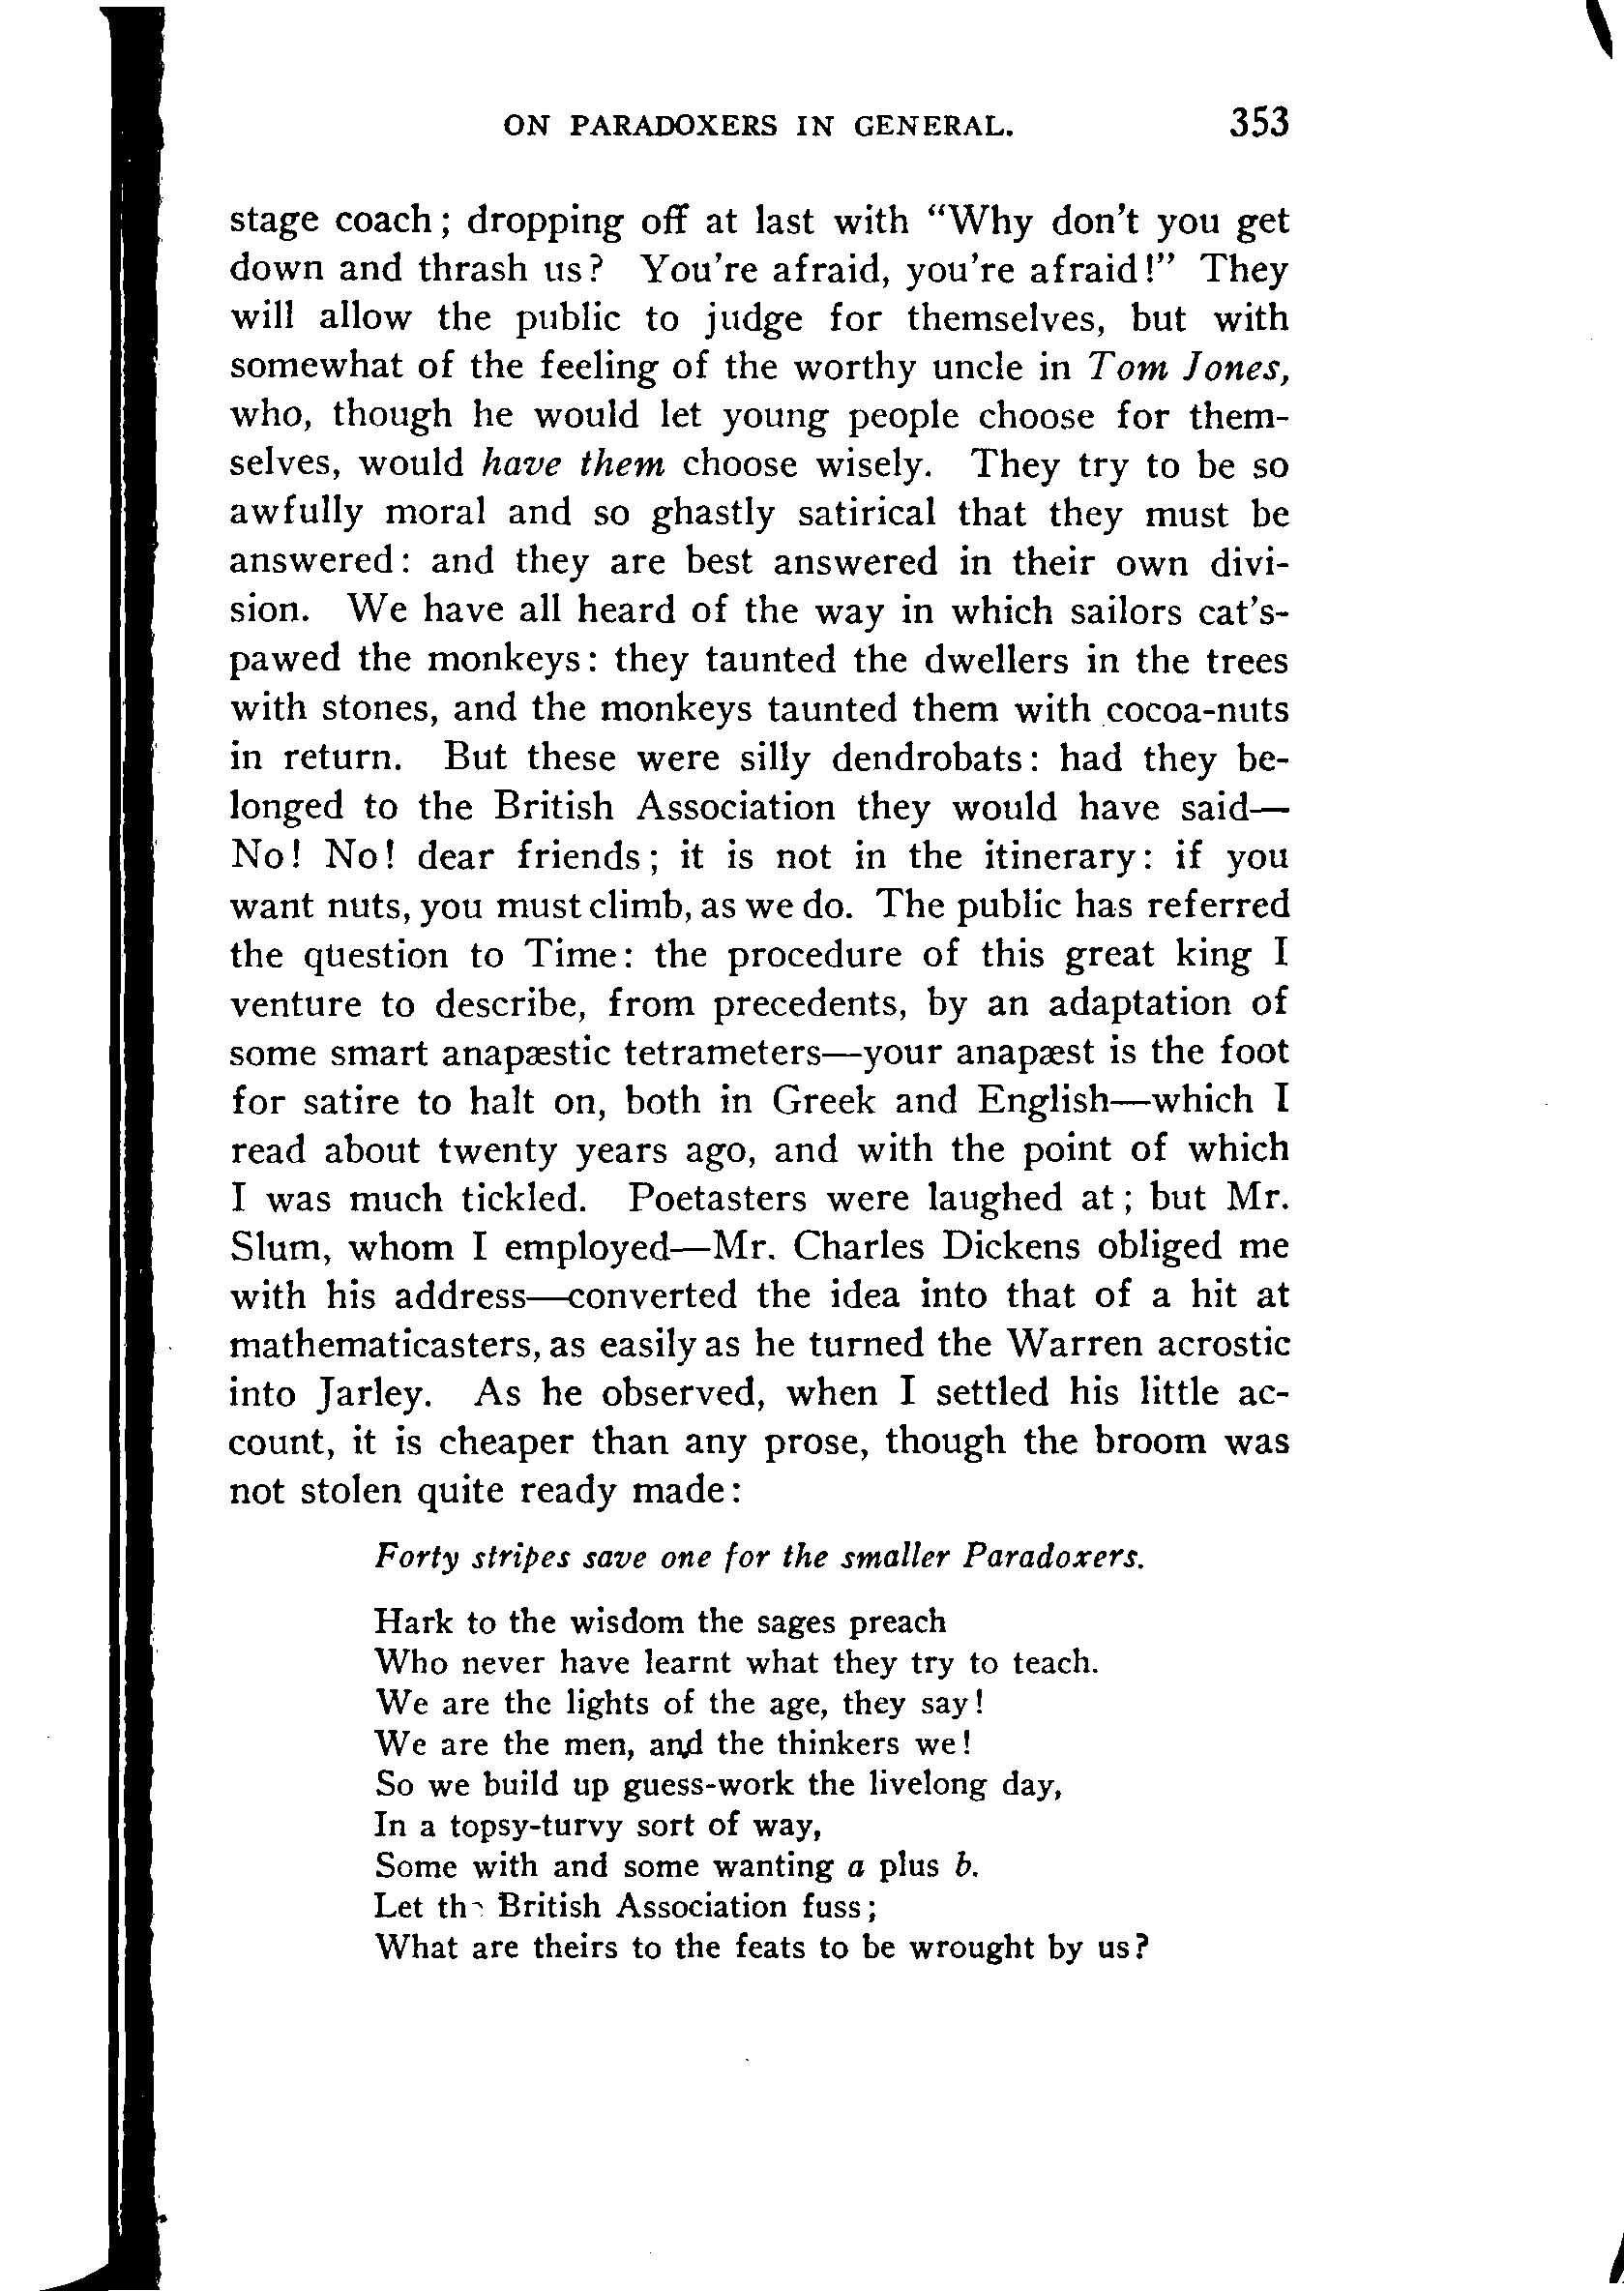 ON PARADOXERS IN GENERAL. 353
stage coach; dropping off at last with “Why don't you get
down and thrash us? You're afraid, you're afraid!” They
will allow the public to judge for themselves, but with
somewhat of the feeling of the worthy uncle in Tom Jones,
who, though he would let young people choose for them-
selves, would have them choose wisely. They try to be so
awfully moral and so ghastly satirical that they must be
answered: and they are best answered in their own divi-
sion. We have all heard of the way in which sailors cat's-
pawed the monkeys: they taunted the dwellers in the trees
with stones, and the monkeys taunted them with cocoa-nuts
in return. But these were silly dendrobats: had they be-
longed to the British Association they would have said—
No! No! dear friends; it is not in the itinerary: if you
want nuts, you must climb, as we do. The public has referred
the question to Time: the procedure of this great king I
venture to describe, from precedents, by an adaptation of
some smart anapæstic tetrameters—your anapæst is the foot
for satire to halt on, both in Greek and English—which I
read about twenty years ago, and with the point of which
I was much tickled. Poetasters were laughed at; but Mr.
Slum, whom I employed—Mr. Charles Dickens obliged me
with his address—converted the idea into that of a hit at
mathematicasters, as easily as he turned the Warren acrostic
into Jarley. As he observed, when I settled his little ac-
count, it is cheaper than any prose, though the broom was
not stolen quite ready made:
Forty stripes save one for the smaller Paradoxers.
Hark to the wisdom the sages preach
Who never have learnt what they try to teach.
We are the lights of the age, they say!
We are the men, and the thinkers we!
So we build up guess-work the livelong day,
In a topsy-turvy sort of way,
Some with and some wanting a plus b.
Let the British Association fuss;
What are theirs to the feats to be wrought by us?